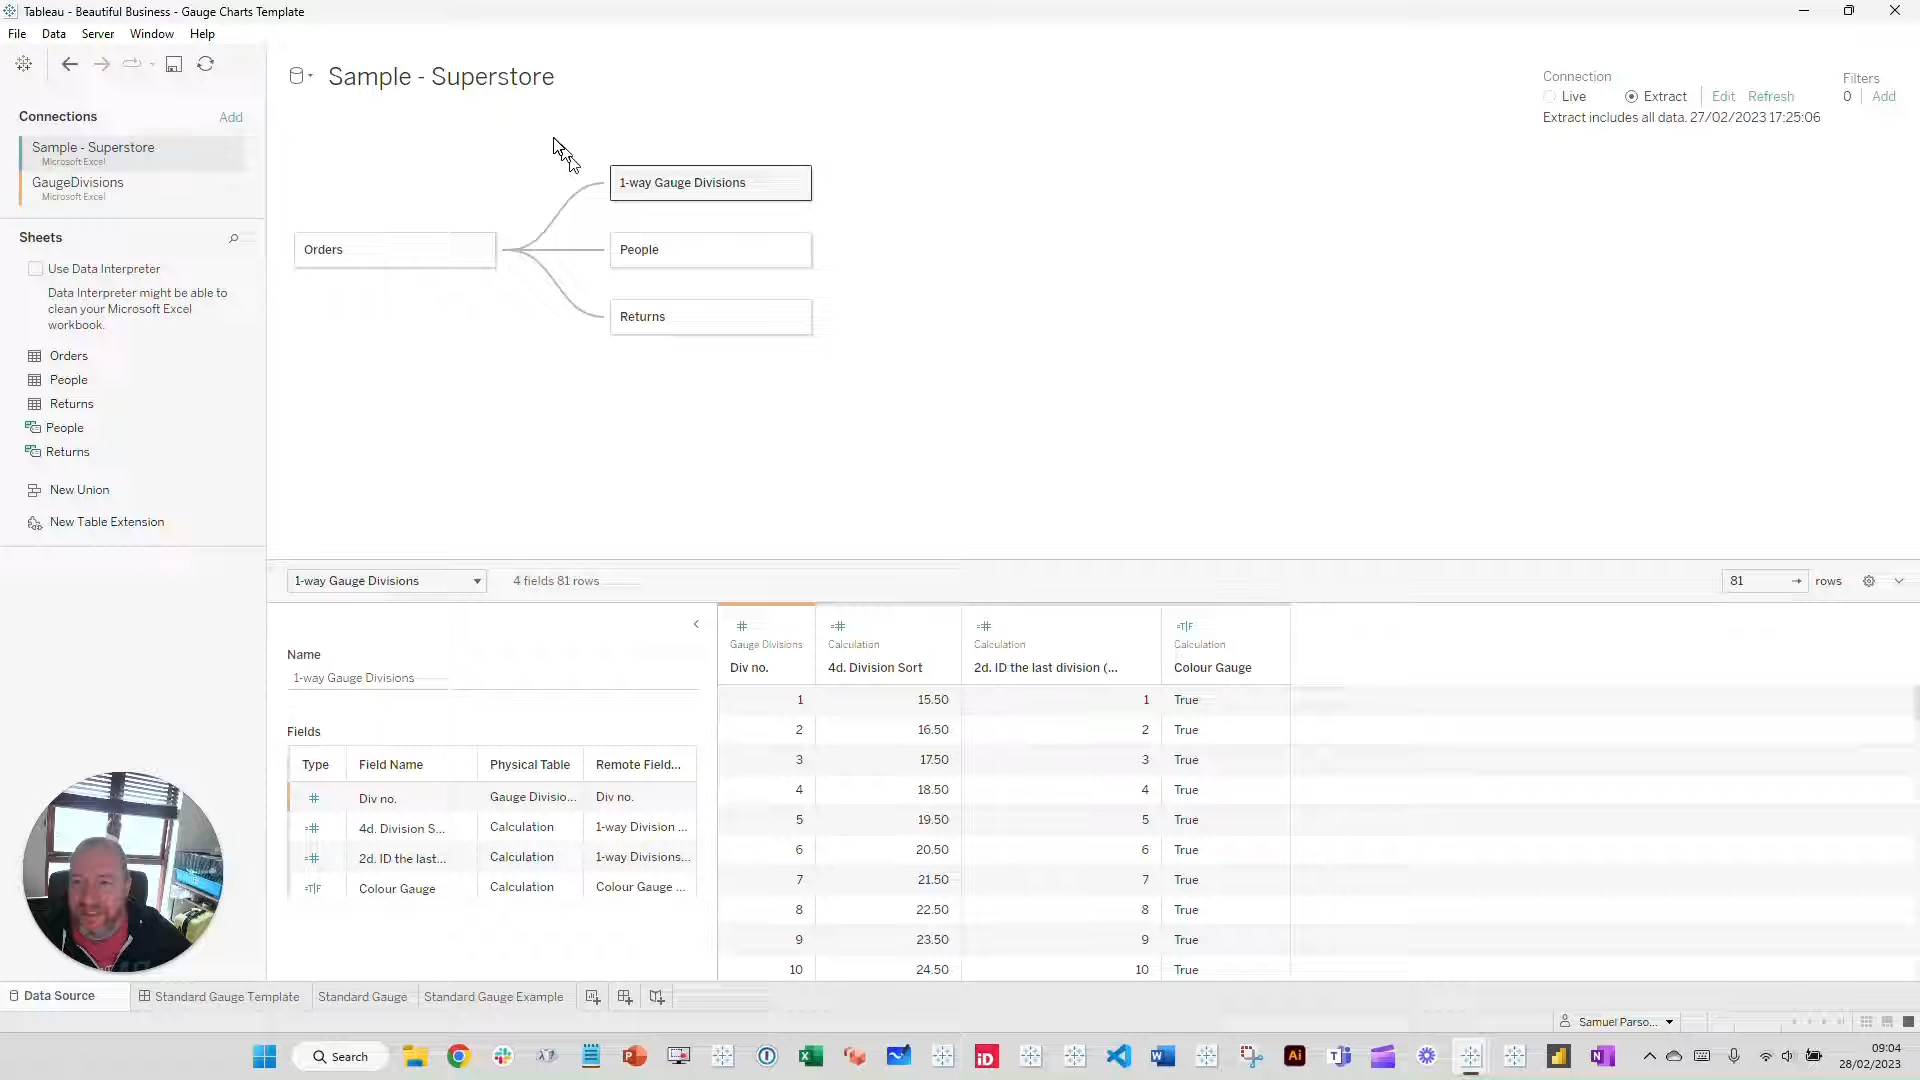 Tableau - Beautiful Business - Gauge Charts Template
File Data Server Window Help
Connections Add
Sample - Superstore
Microsoft Excel
GaugeDivisions
Microsoft Excel
Sheets
Use Data Interpreter
Data Interpreter might be able to
clean your Microsoft Excel
workbook.
Orders
People
Returns
People
Returns
New Union
New Table Extension
Sample - Superstore
Connection
Live Extract Edit Refresh
Extract includes all data. 27/02/2023 17:25:06
Filters
0 Add
Orders
1-way Gauge Divisions
People
Returns
1-way Gauge Divisions 4 fields 81 rows 81 rows
Name
1-way Gauge Divisions
Fields
Type Field Name Physical Table Remote Field...
# Div no. Gauge Divisio... Div no.
=# 4d. Division S... Calculation 1-way Division ...
=# 2d. ID the last... Calculation 1-way Divisions...
=T|F Colour Gauge Calculation Colour Gauge ...
# =# =# =T|F
Gauge Divisions Calculation Calculation Calculation
Div no. 4d. Division Sort 2d. ID the last division (... Colour Gauge
1 15.50 1 True
2 16.50 2 True
3 17.50 3 True
4 18.50 4 True
5 19.50 5 True
6 20.50 6 True
7 21.50 7 True
8 22.50 8 True
9 23.50 9 True
10 24.50 10 True
Data Source Standard Gauge Template Standard Gauge Standard Gauge Example
Samuel Parso...
Search
09:04
28/02/2023